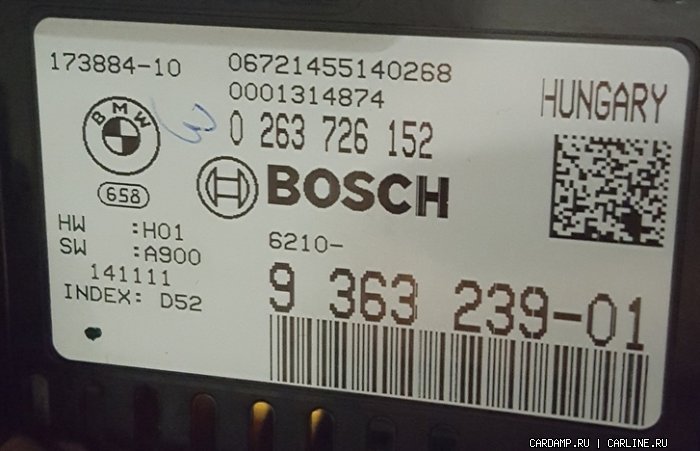 173884-10 06721455140268
0001314874
HUNGARY
BMW
0 263 726 152
BOSCH
658
HW :H01
SW :A900
141111
INDEX: D52
6210-
9 363 239-01
CARDAMP.RU | CARLINE.RU